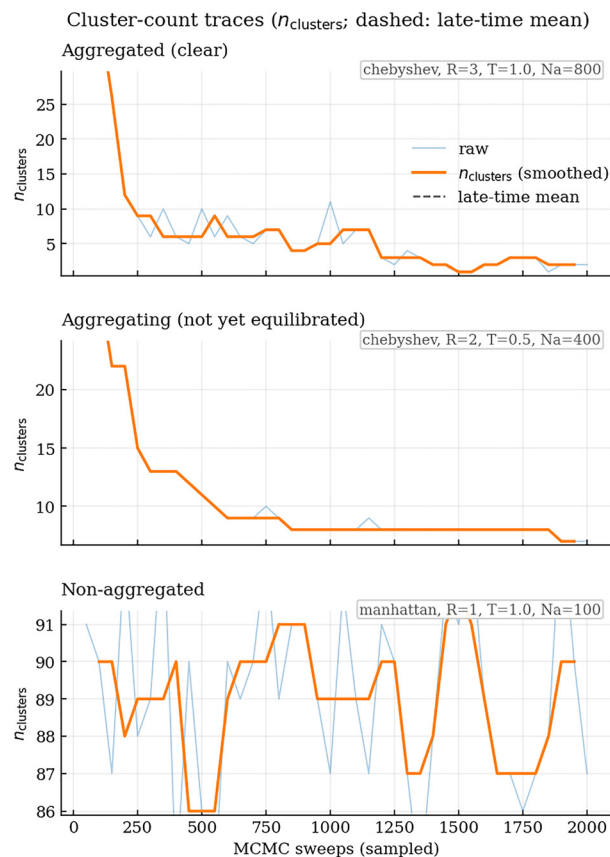 Cluster-count traces (n_clusters; dashed: late-time mean)
Aggregated (clear)
chebyshev, R=3, T=1.0, Na=800
25
20
15
10
5
n_clusters
raw
n_clusters (smoothed)
late-time mean
Aggregating (not yet equilibrated)
chebyshev, R=2, T=0.5, Na=400
20
15
10
n_clusters
Non-aggregated
manhattan, R=1, T=1.0, Na=100
91
90
89
88
87
86
n_clusters
0 250 500 750 1000 1250 1500 1750 2000
MCMC sweeps (sampled)